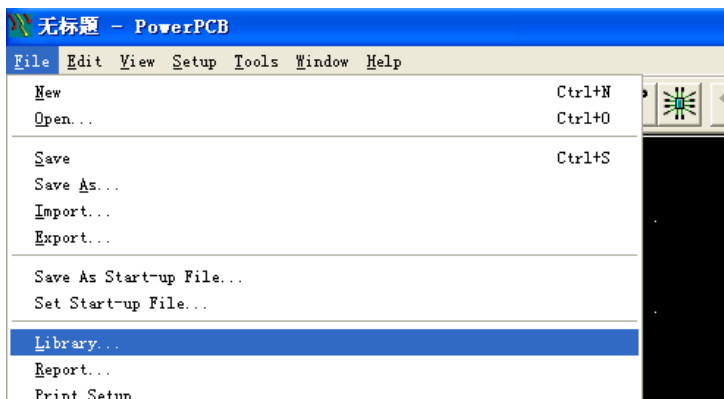 无标题 - PowerPCB
File Edit View Setup Tools Window Help
New Ctrl+N
Open... Ctrl+O
Save Ctrl+S
Save As...
Import...
Export...
Save As Start-up File...
Set Start-up File...
Library...
Report...
Print Setup